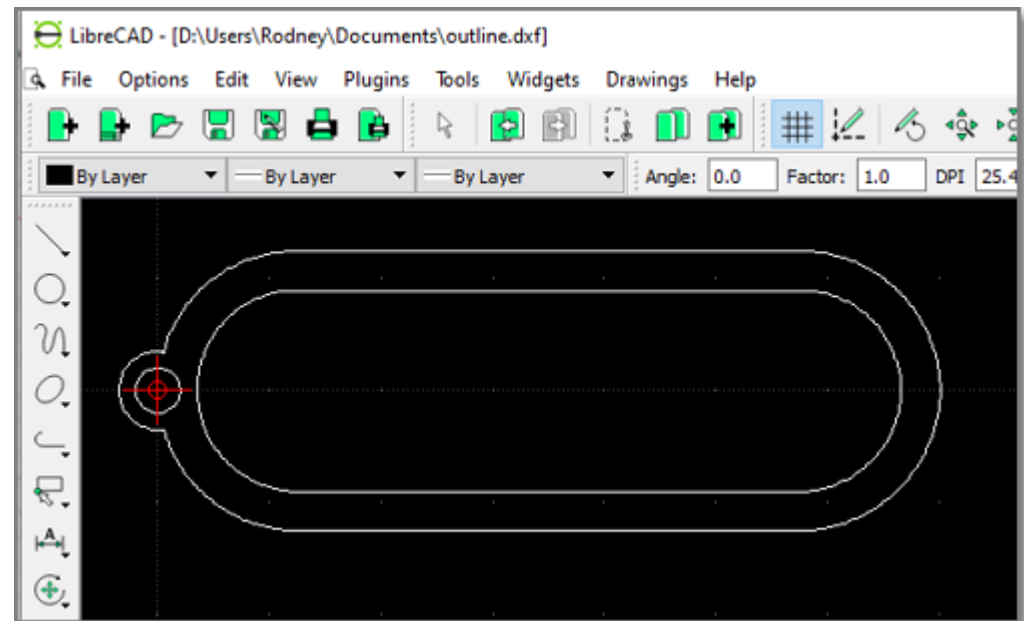 LibreCAD - [D:\Users\Rodney\Documents\outline.dxf]
File Options Edit View Plugins Tools Widgets Drawings Help
By Layer By Layer By Layer Angle: 0.0 Factor: 1.0 DPI 25.4
A